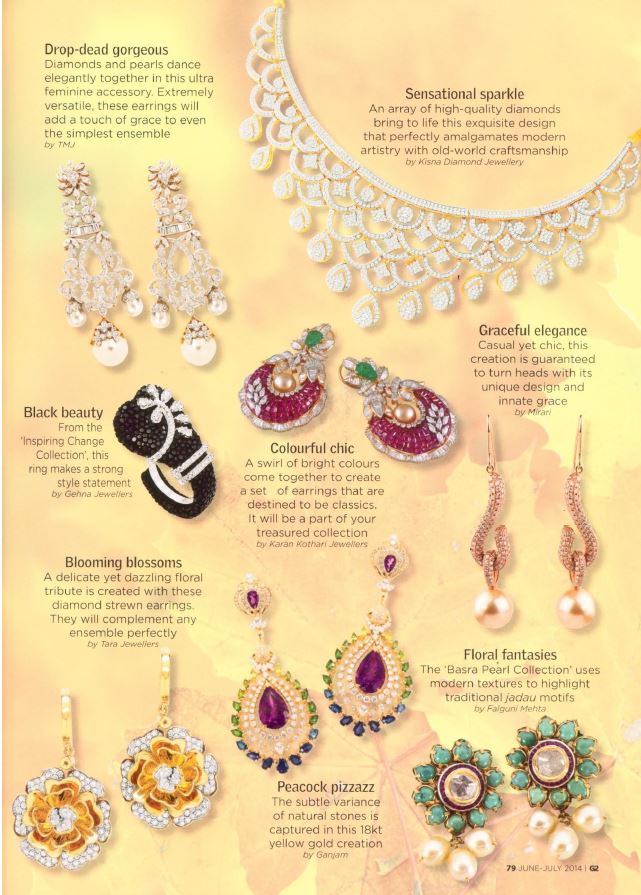 Drop-dead gorgeous
Diamonds and pearls dance
elegantly together in this ultra
feminine accessory. Extremely
versatile, these earrings will
add a touch of grace to even
the simplest ensemble
by TMJ
Sensational sparkle
An array of high-quality diamonds
bring to life this exquisite design
that perfectly amalgamates modern
artistry with old-world craftsmanship
by Kisna Diamond Jewellery
Graceful elegance
Casual yet chic, this
creation is guaranteed
to turn heads with its
unique design and
innate grace
by Mirari
Black beauty
From the
'Inspiring Change
Collection', this
ring makes a strong
style statement
by Gehna Jewellers
Colourful chic
A swirl of bright colours
come together to create
a set of earrings that are
destined to be classics.
It will be a part of your
treasured collection
by Karan Kothari Jewellers
Blooming blossoms
A delicate yet dazzling floral
tribute is created with these
diamond strewn earrings.
They will complement any
ensemble perfectly
by Tara Jewellers
Floral fantasies
The 'Basra Pearl Collection' uses
modern textures to highlight
traditional jadau motifs
by Falguni Mehta
Peacock pizzazz
The subtle variance
of natural stones is
captured in this 18kt
yellow gold creation
by Ganjam
79 JUNE-JULY 2014 | G2